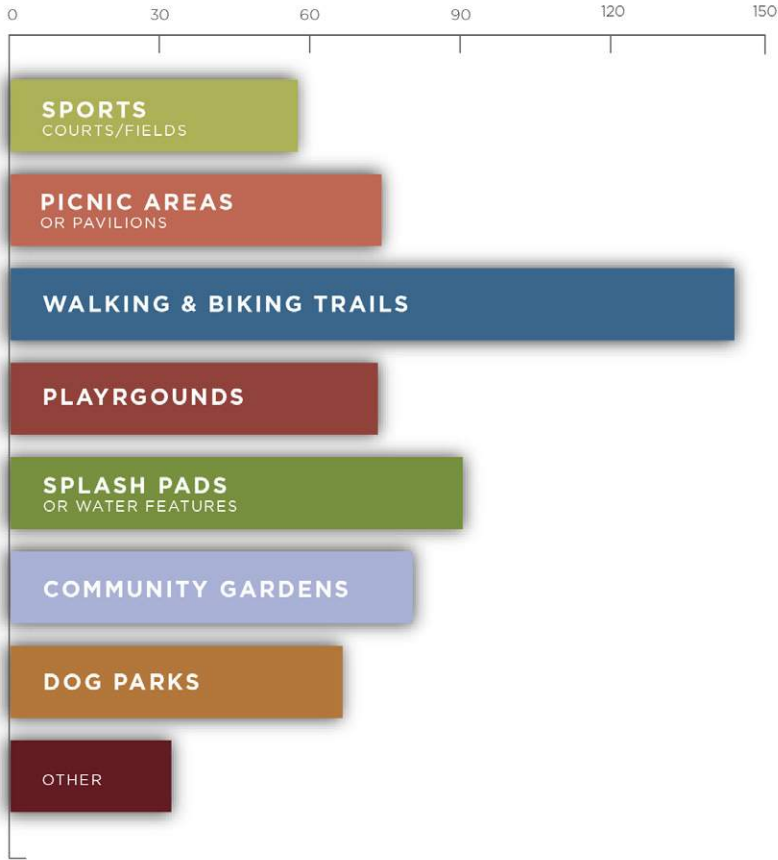 0 30 60 90 120 150
SPORTS
COURTS/FIELDS
PICNIC AREAS
OR PAVILIONS
WALKING & BIKING TRAILS
PLAYRGOUNDS
SPLASH PADS
OR WATER FEATURES
COMMUNITY GARDENS
DOG PARKS
OTHER